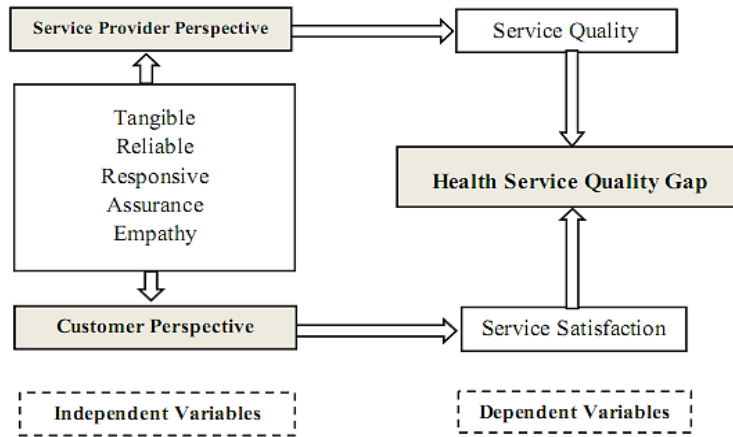 Service Provider Perspective
Service Quality
Tangible
Reliable
Responsive
Assurance
Empathy
Health Service Quality Gap
Customer Perspective
Service Satisfaction
Independent Variables
Dependent Variables